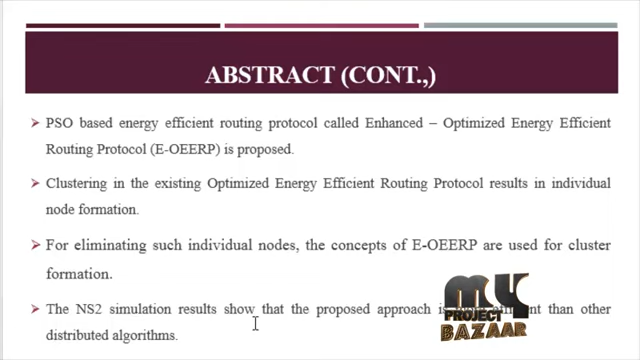 ABSTRACT (CONT.,)
➤ PSO based energy efficient routing protocol called Enhanced – Optimized Energy Efficient
Routing Protocol (E-OEERP) is proposed.
➤ Clustering in the existing Optimized Energy Efficient Routing Protocol results in individual
node formation.
➤ For eliminating such individual nodes, the concepts of E-OEERP are used for cluster
formation.
➤ The NS2 simulation results show that the proposed approach is than other
distributed algorithms.
MY
PROJECT
BAZAAR